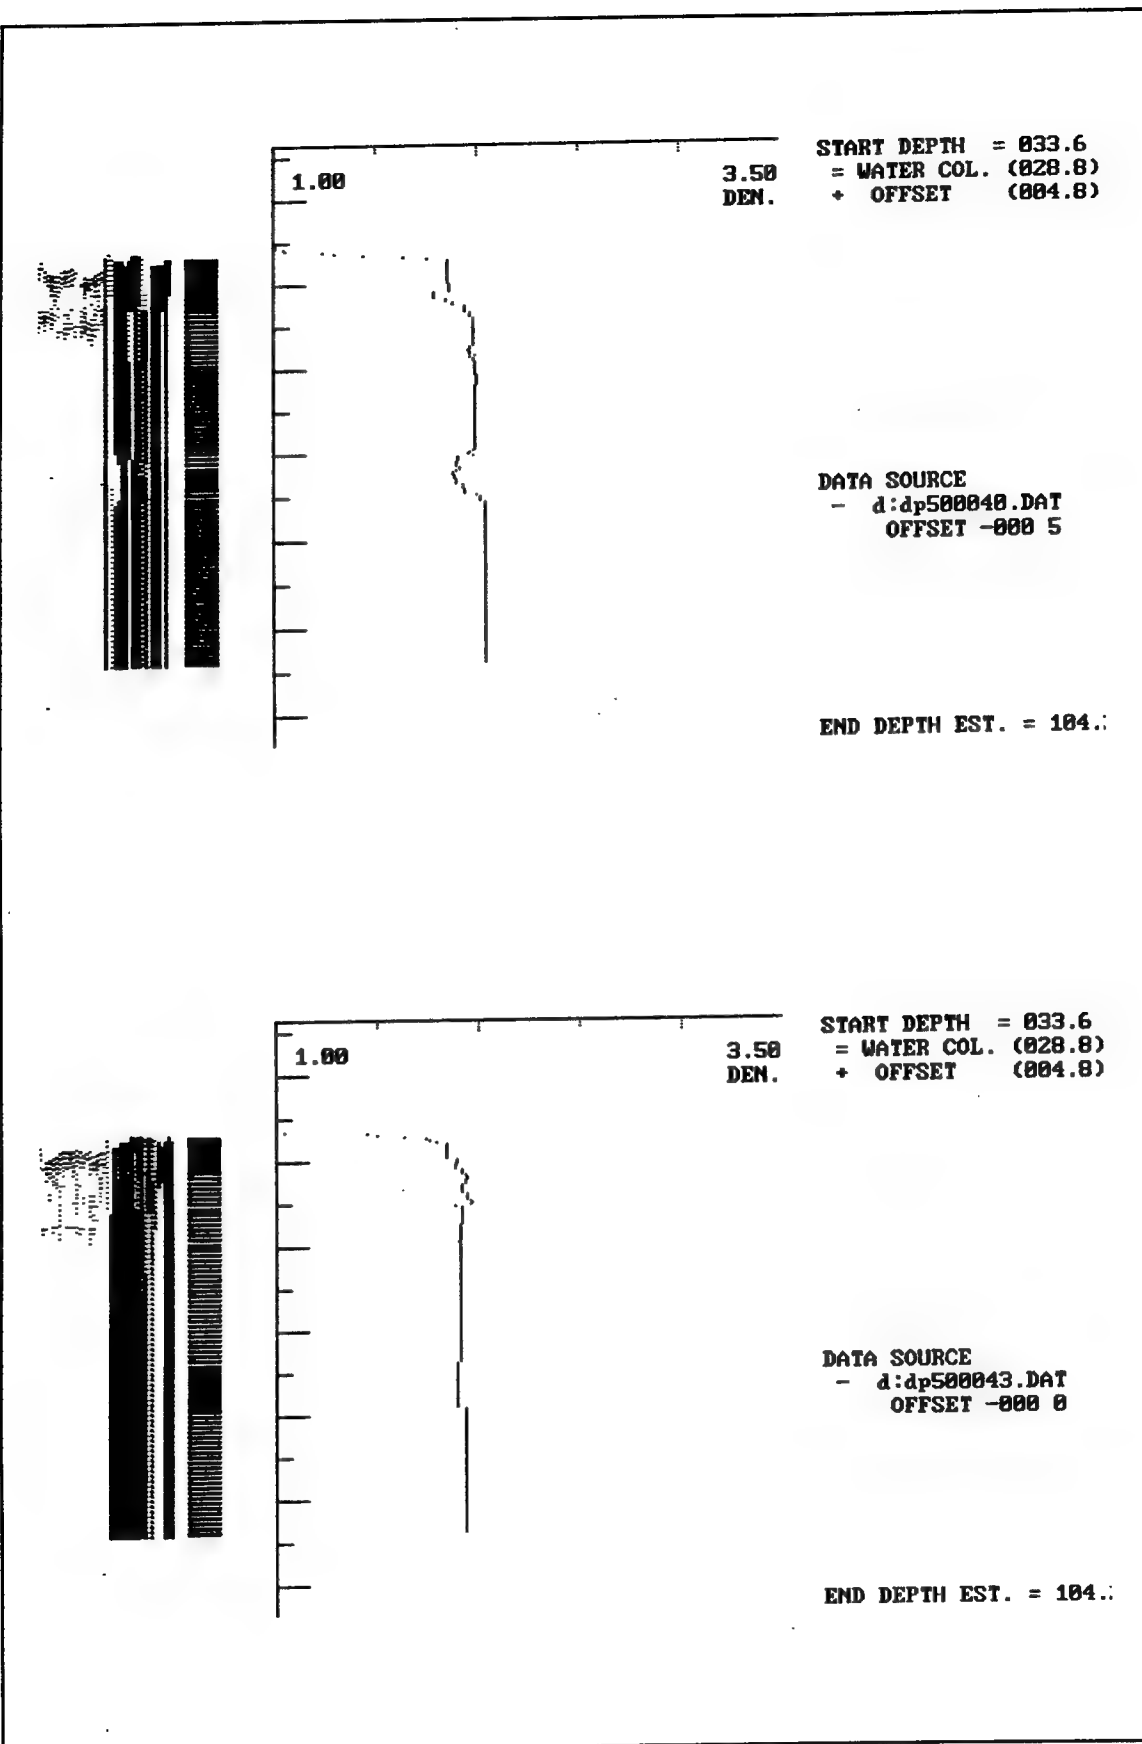 1.00
3.50
DEN.
START DEPTH = 033.6
= WATER COL. (028.8)
+ OFFSET (004.8)
DATA SOURCE
- d:dp500040.DAT
OFFSET -000 5
END DEPTH EST. = 104.
1.00
3.50
DEN.
START DEPTH = 033.6
= WATER COL. (028.8)
+ OFFSET (004.8)
DATA SOURCE
- d:dp500043.DAT
OFFSET -000 0
END DEPTH EST. = 104.